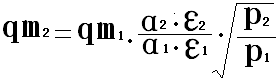 qm₂ = qm₁ · α₂ · ε₂ / α₁ · ε₁ · √(p₂ / p₁)